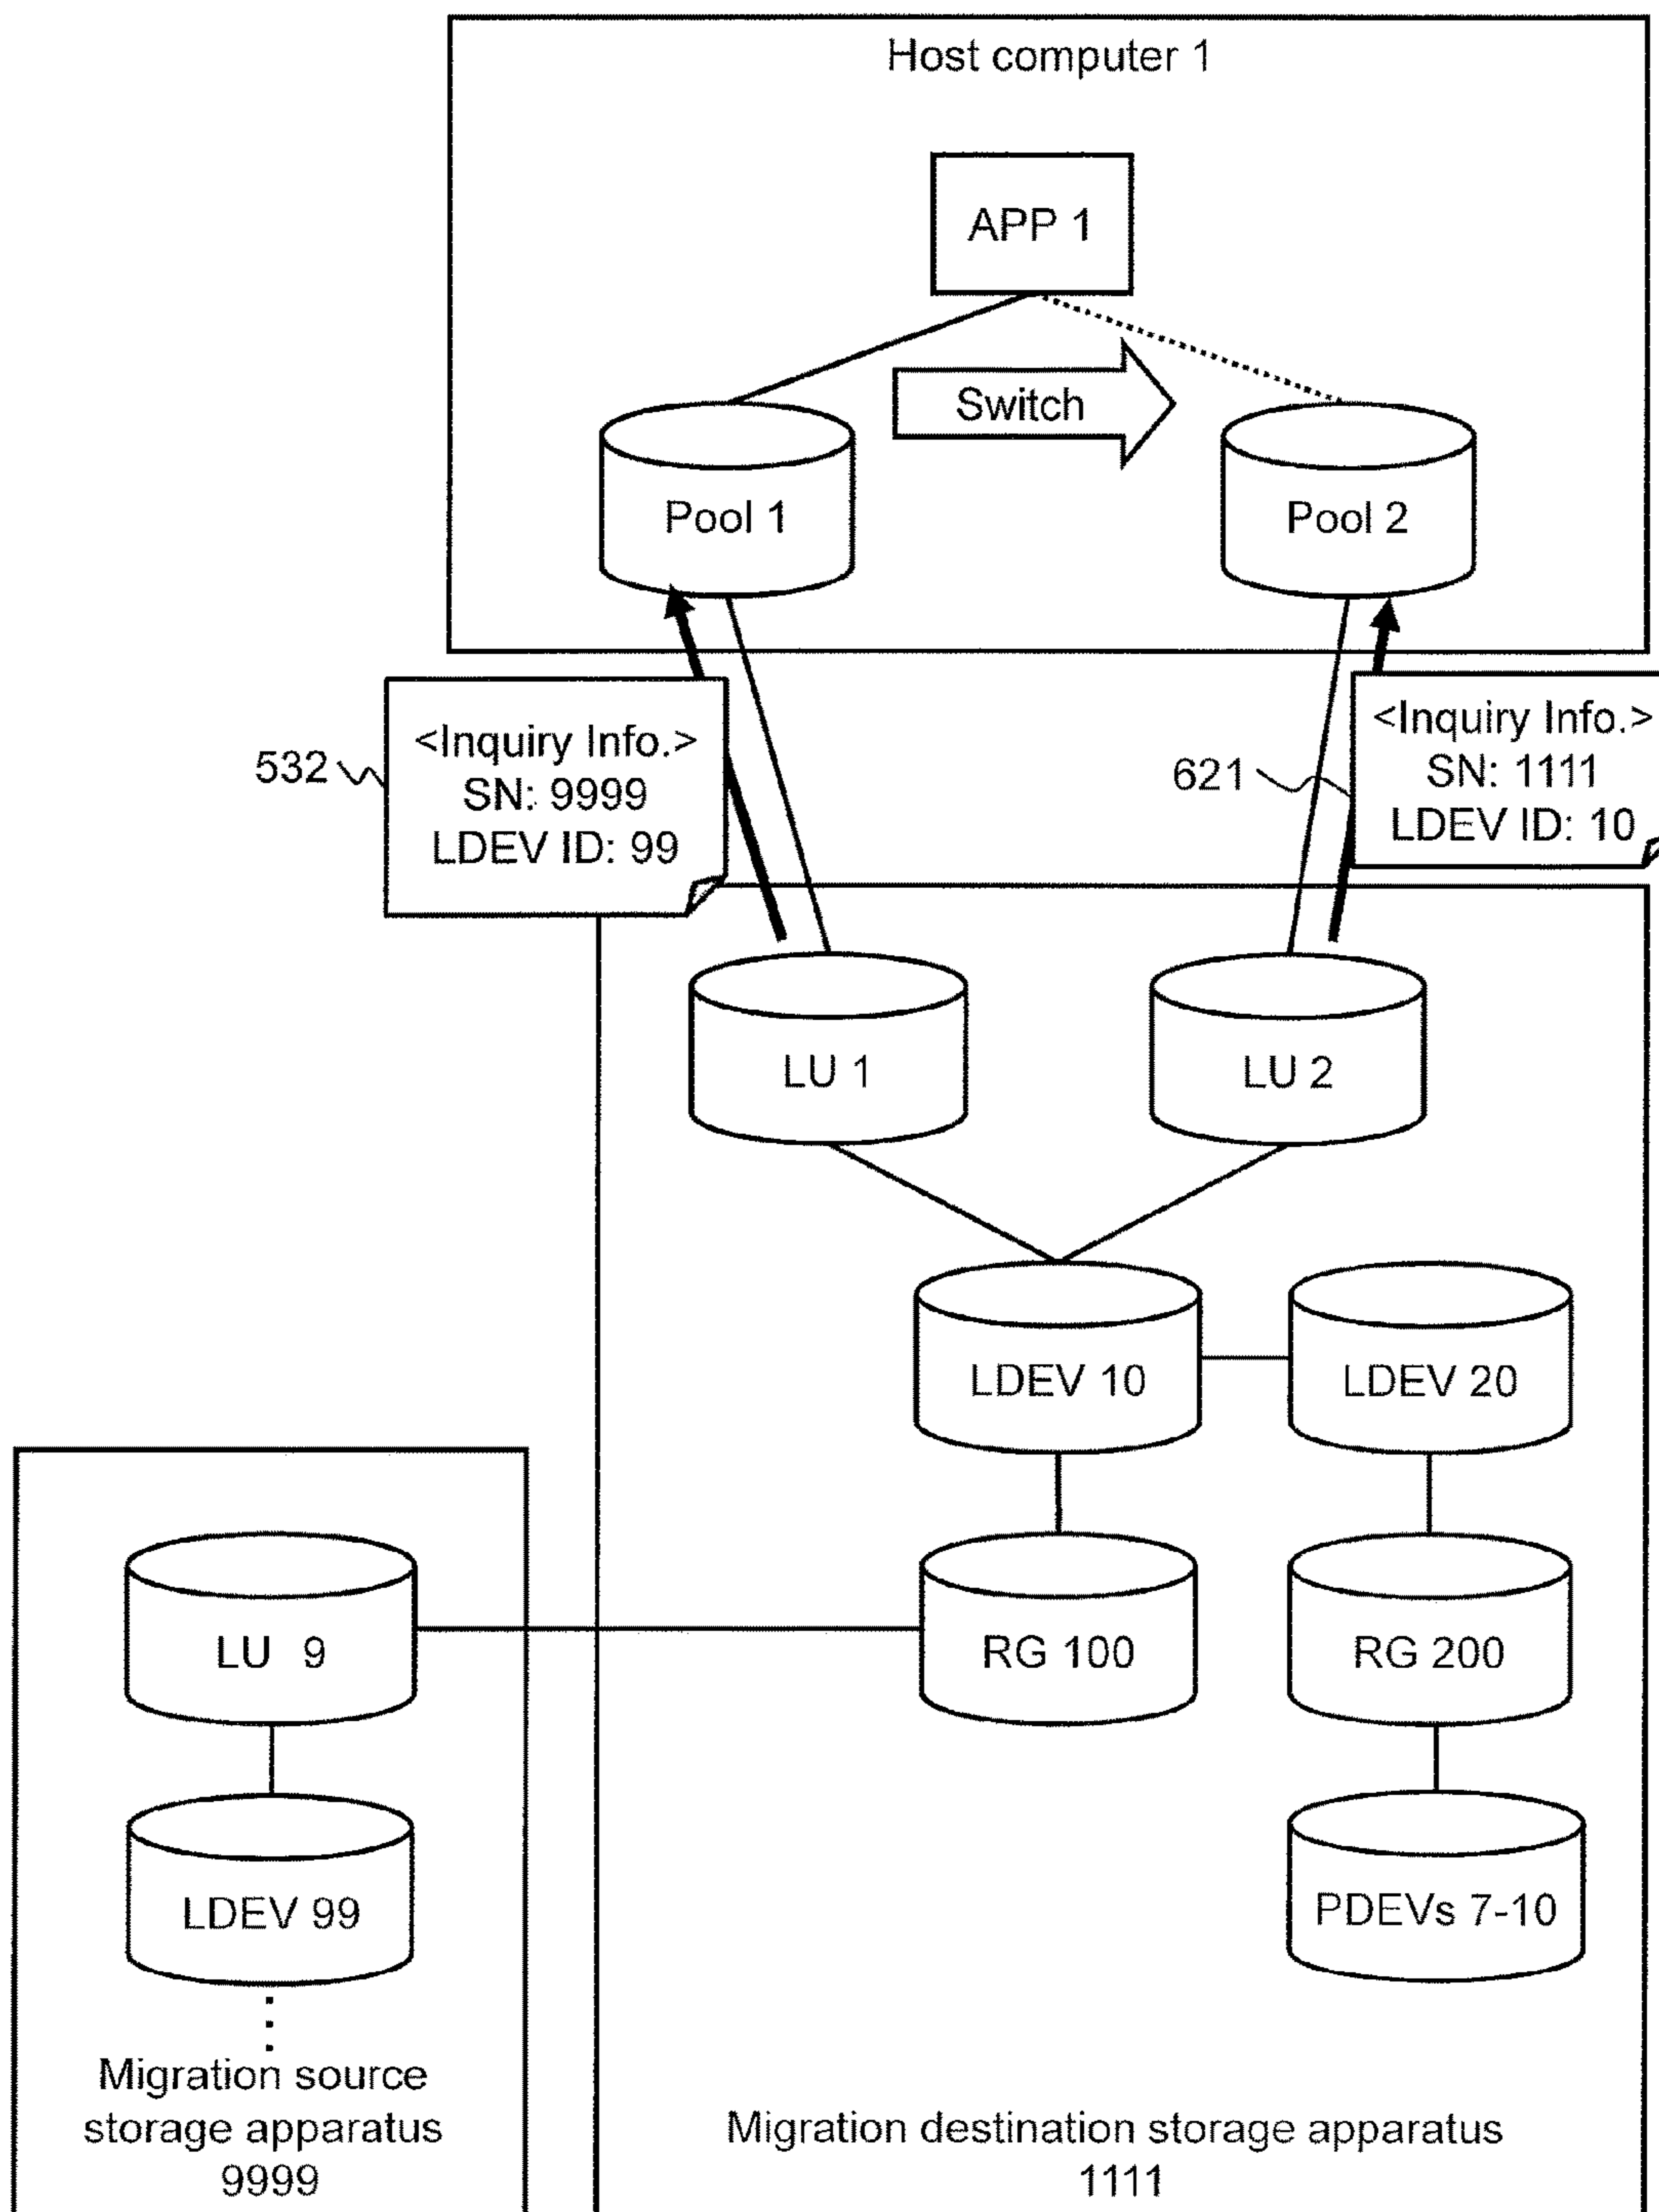 Host computer 1
APP 1
Switch
Pool 1
Pool 2
532
<Inquiry Info.>
SN: 9999
LDEV ID: 99
621
<Inquiry Info.>
SN: 1111
LDEV ID: 10
LU 1
LU 2
LDEV 10
LDEV 20
LU 9
RG 100
RG 200
LDEV 99
PDEVs 7-10
Migration source
storage apparatus
9999
Migration destination storage apparatus
1111